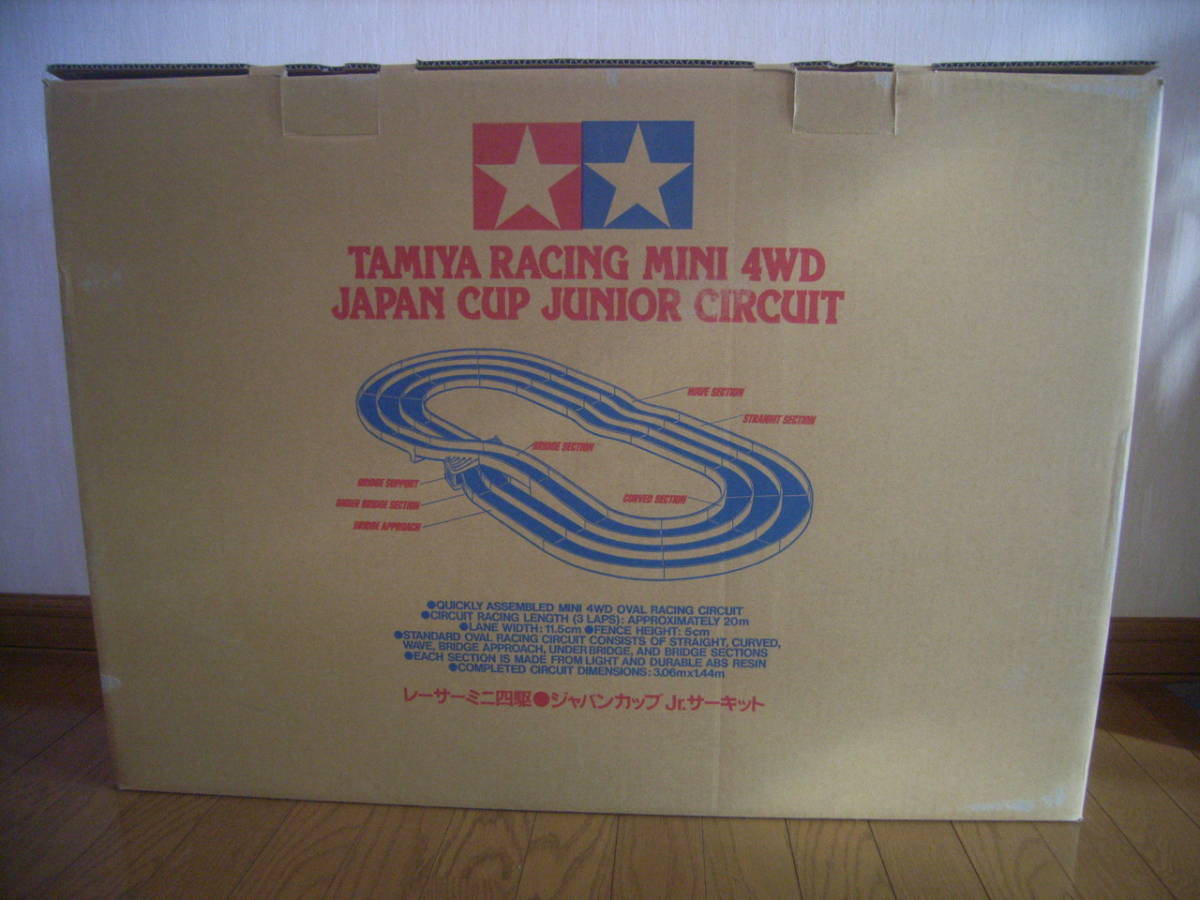 TAMIYA RACING MINI 4WD
JAPAN CUP JUNIOR CIRCUIT
WAVE SECTION
STRAIGHT SECTION
BRIDGE SECTION
BRIDGE SUPPORT
CURVED SECTION
UNDER BRIDGE SECTION
BRIDGE APPROACH
●QUICKLY ASSEMBLED MINI 4WD OVAL RACING CIRCUIT
●CIRCUIT RACING LENGTH (3 LAPS): APPROXIMATELY 20m
●LANE WIDTH: 11.5cm ●FENCE HEIGHT: 5cm
●STANDARD OVAL RACING CIRCUIT CONSISTS OF STRAIGHT, CURVED,
WAVE, BRIDGE APPROACH, UNDER BRIDGE, AND BRIDGE SECTIONS
●EACH SECTION IS MADE FROM LIGHT AND DURABLE ABS RESIN
●COMPLETED CIRCUIT DIMENSIONS: 3.06m×1.44m
レーサーミニ四駆●ジャパンカップ Jr.サーキット